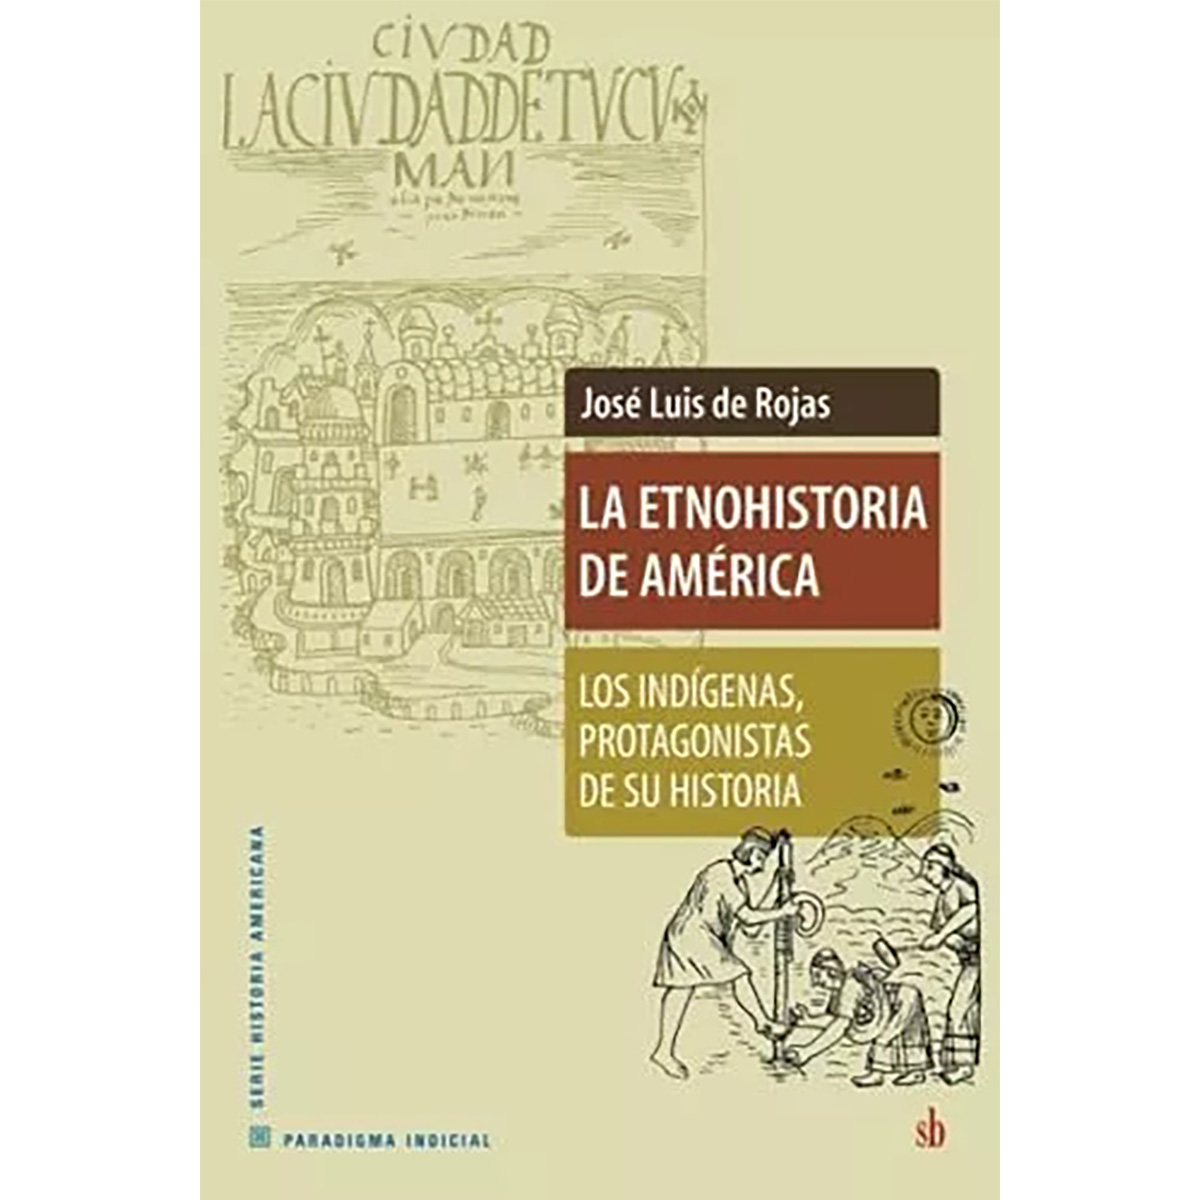 CIVDAD
LACIVDADDETVCV
MAN
José Luis de Rojas
LA ETNOHISTORIA
DE AMÉRICA
LOS INDÍGENAS,
PROTAGONISTAS
DE SU HISTORIA
SERIE HISTORIA AMERICANA
PARADIGMA INDICIAL
sb